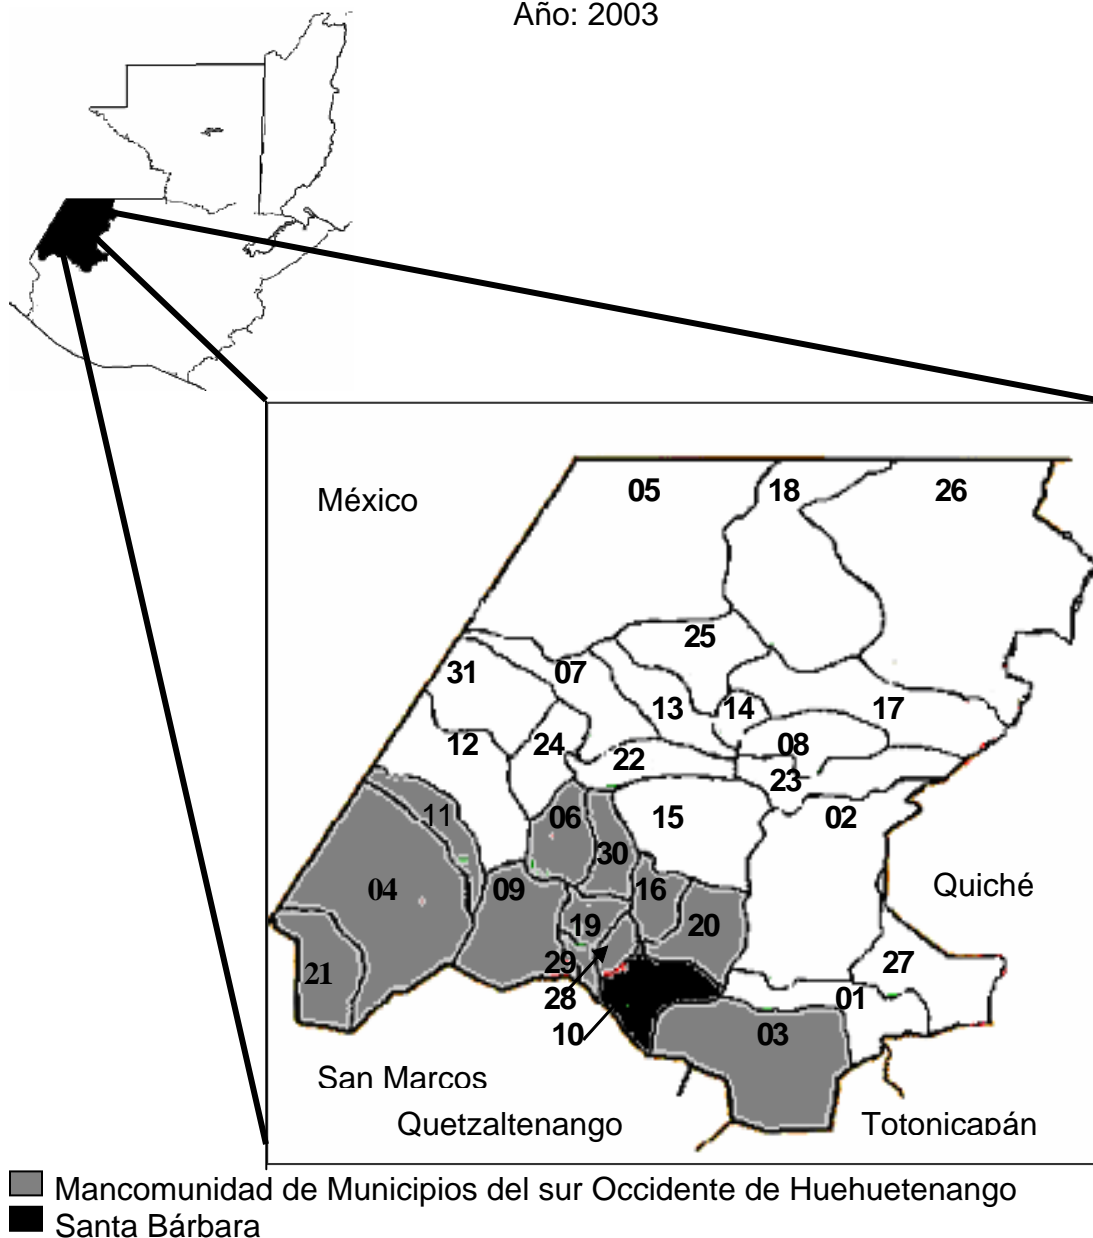 Año: 2003
México
05 18 26
25
31 07
13 14 17
12 24 22 08
23
11 06 15 02
30
04 09 16 Quiché
19 20
21 29 27
28 01
10 03
San Marcos
Quetzaltenango Totonicapán
Mancomunidad de Municipios del sur Occidente de Huehuetenango
Santa Bárbara